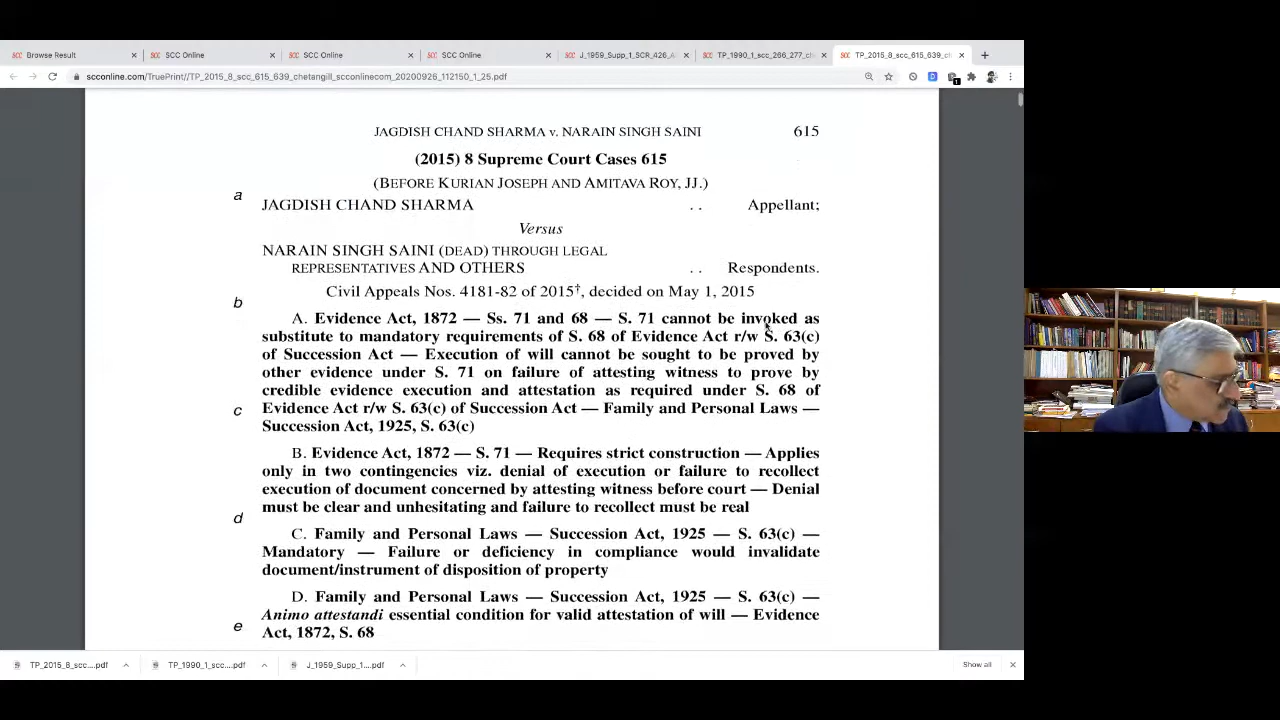 Browse Result
SCC Online
SCC Online
SCC Online
J_1959_Supp_1_SCR_426_
TP_1990_1_scc_266_277_
TP_2015_8_scc_615_639_
scconline.com/TruePrint//TP_2015_8_scc_615_639_chetangill_scconlinecom_20200926_112150_1_25.pdf
JAGDISH CHAND SHARMA v. NARAIN SINGH SAINI 615
(2015) 8 Supreme Court Cases 615
(BEFORE KURIAN JOSEPH AND AMITAVA ROY, JJ.)
a
JAGDISH CHAND SHARMA . . Appellant;
Versus
NARAIN SINGH SAINI (DEAD) THROUGH LEGAL
REPRESENTATIVES AND OTHERS . . Respondents.
Civil Appeals Nos. 4181-82 of 2015†, decided on May 1, 2015
b
A. Evidence Act, 1872 — Ss. 71 and 68 — S. 71 cannot be invoked as
substitute to mandatory requirements of S. 68 of Evidence Act r/w S. 63(c)
of Succession Act — Execution of will cannot be sought to be proved by
other evidence under S. 71 on failure of attesting witness to prove by
credible evidence execution and attestation as required under S. 68 of
c
Evidence Act r/w S. 63(c) of Succession Act — Family and Personal Laws —
Succession Act, 1925, S. 63(c)
B. Evidence Act, 1872 — S. 71 — Requires strict construction — Applies
only in two contingencies viz. denial of execution or failure to recollect
execution of document concerned by attesting witness before court — Denial
must be clear and unhesitating and failure to recollect must be real
d
C. Family and Personal Laws — Succession Act, 1925 — S. 63(c) —
Mandatory — Failure or deficiency in compliance would invalidate
document/instrument of disposition of property
D. Family and Personal Laws — Succession Act, 1925 — S. 63(c) —
Animo attestandi essential condition for valid attestation of will — Evidence
e
Act, 1872, S. 68
TP_2015_8_scc....pdf
TP_1990_1_scc....pdf
J_1959_Supp_1....pdf
Show all